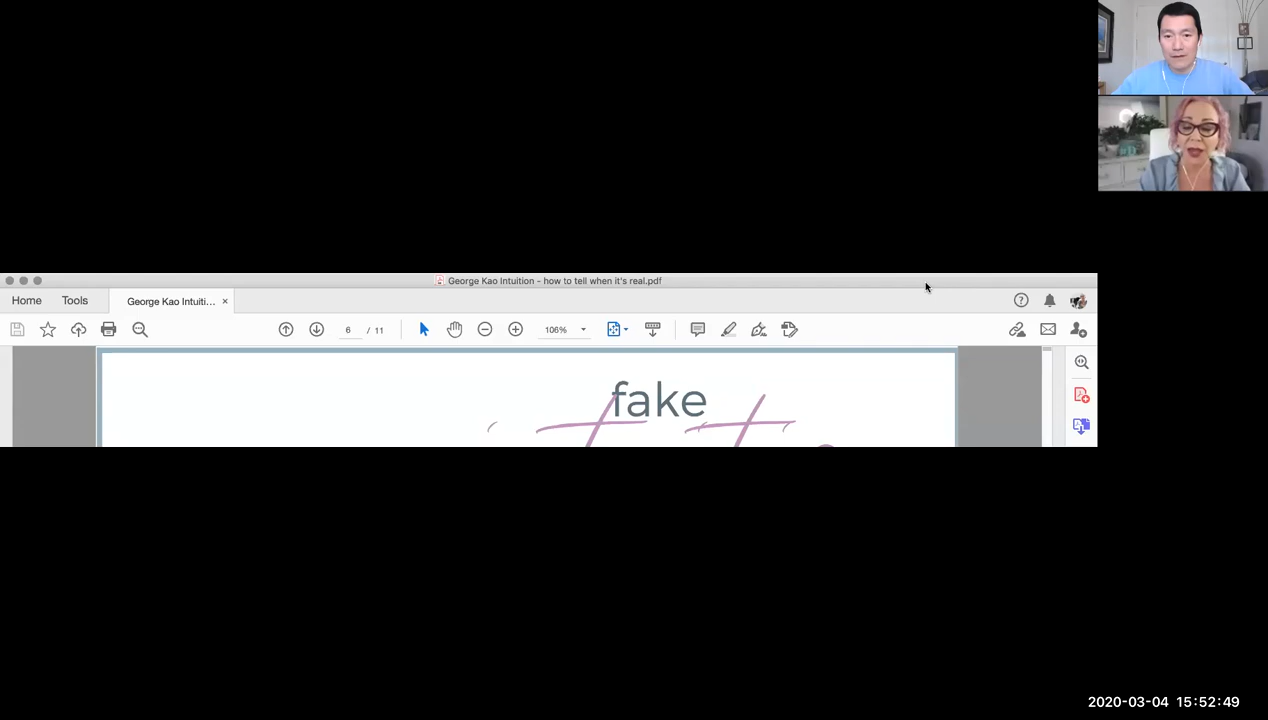 George Kao Intuition - how to tell when it's real.pdf
Home Tools George Kao Intuiti... ×
6 / 11 106%
fake
2020-03-04 15:52:49